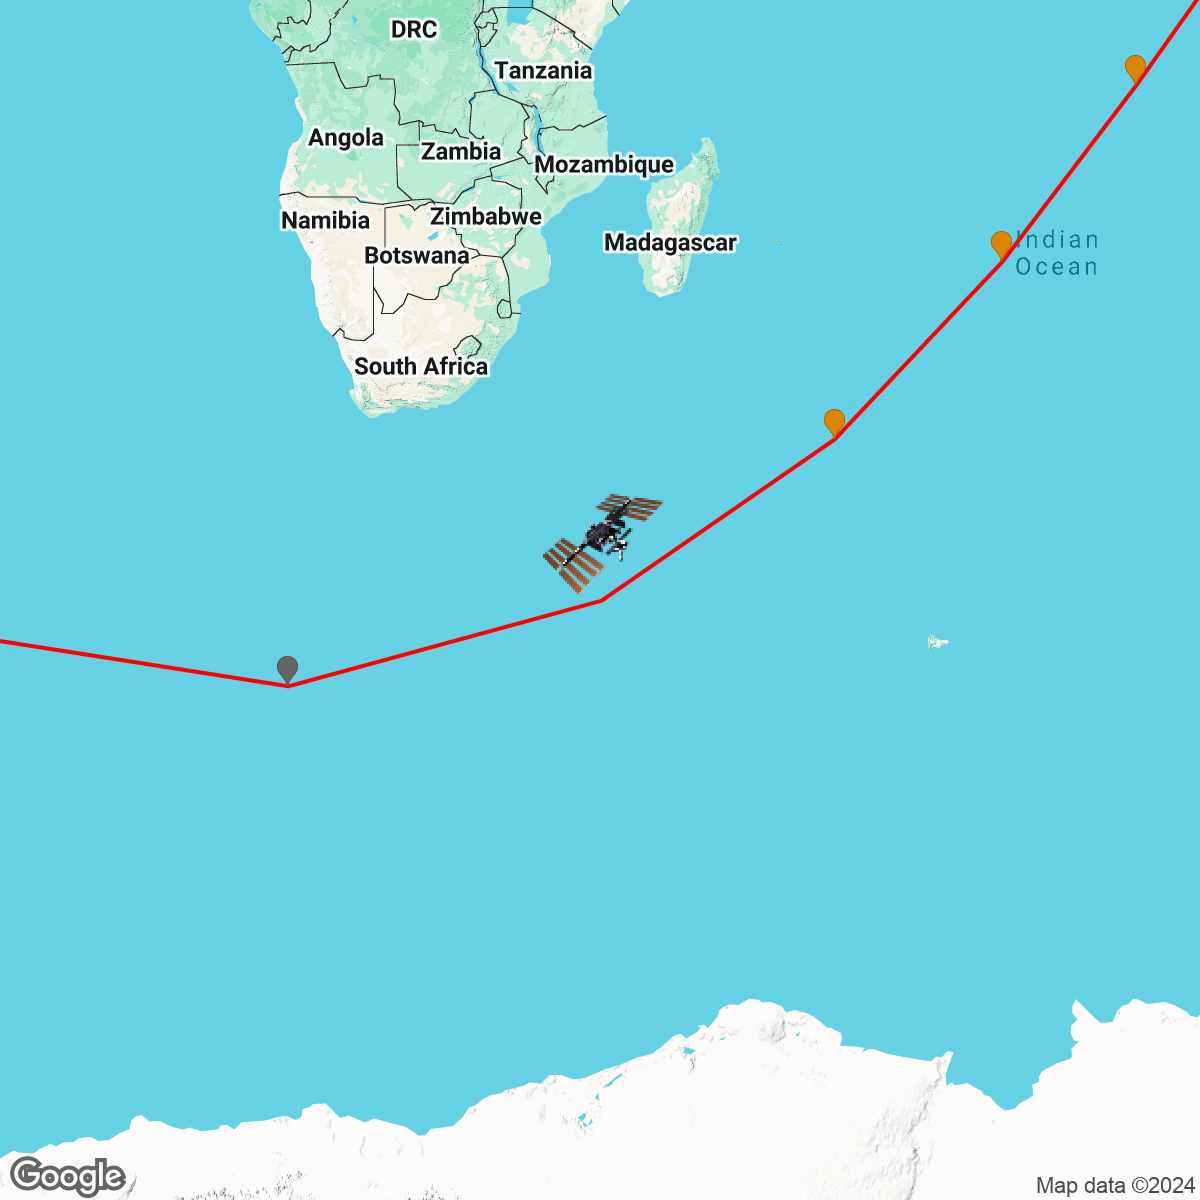 DRC
Tanzania
Angola
Zambia
Mozambique
Namibia
Zimbabwe
Madagascar
Indian
Ocean
Botswana
South Africa
Google
Map data ©2024